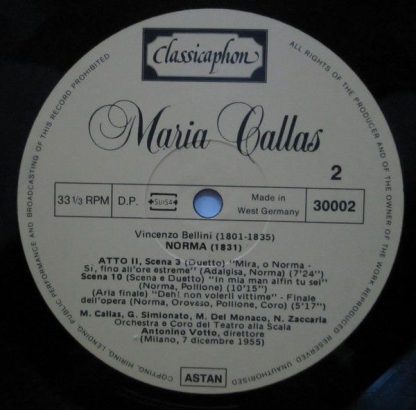 Classicaphon
Maria Callas
2
33 1/3 RPM D.P. SUISA Made in West Germany 30002
Vincenzo Bellini (1801-1835)
NORMA (1831)
ATTO II, Scena 3 (Duetto) "Mira, o Norma -
Si, fino all'ore estreme" (Adalgisa, Norma) (7'24")
Scena 10 (Scena e Duetto) "In mia man alfin tu sei"
(Norma, Pollione) (10'15")
(Aria finale) "Deh! non volerli vittime" - Finale
dell'opera (Norma, Oroveso, Pollione, Coro) (5'17")
M. Callas, G. Simionato, M. Del Monaco, N. Zaccaria
Orchestra e Coro del Teatro alla Scala
Antonino Votto, direttore
(Milano, 7 dicembre 1955)
ASTAN
ALL RIGHTS OF THE PRODUCER AND OF THE OWNER OF THE WORK REPRODUCED RESERVED UNAUTHORISED COPYING, HIRING, LENDING, PUBLIC PERFORMANCE AND BROADCASTING OF THIS RECORD PROHIBITED